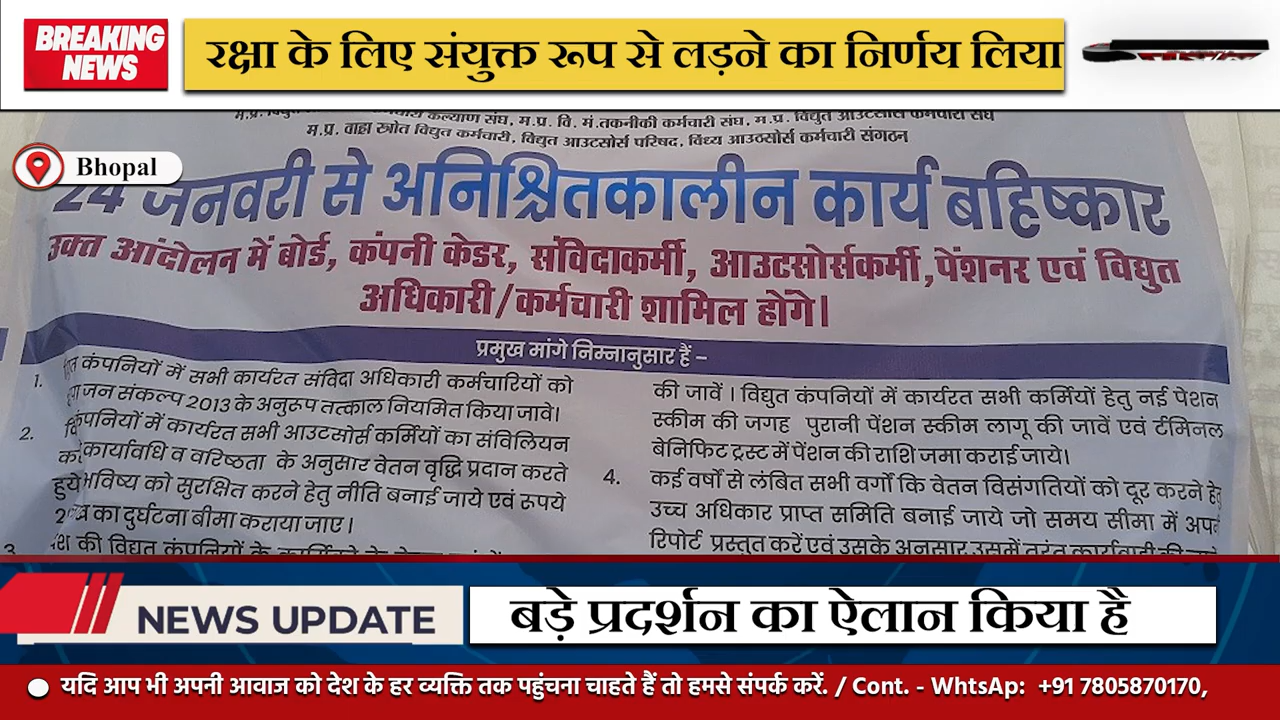 BREAKING
NEWS
रक्षा के लिए संयुक्त रूप से लड़ने का निर्णय लिया
कल्याण संघ, म.प्र. वि. मं.तकनीकी कर्मचारी संघ, म.प्र. विद्युत आउटसोर्स कर्मचारी संघ
म.प्र. वाह्य स्त्रोत विद्युत कर्मचारी, विद्युत आउटसोर्स परिषद, विंध्य आउटसोर्स कर्मचारी संगठन
Bhopal
24 जनवरी से अनिश्चितकालीन कार्य बहिष्कार
उक्त आंदोलन में बोर्ड, कंपनी केडर, संविदाकर्मी, आउटसोर्सकर्मी,पेंशनर एवं विद्युत
अधिकारी/कर्मचारी शामिल होंगे।
प्रमुख मांगे निम्नानुसार हैं –
1. कंपनियों में सभी कार्यरत संविदा अधिकारी कर्मचारियों को
जन संकल्प 2013 के अनुरूप तत्काल नियमित किया जावे।
2. कंपनियों में कार्यरत सभी आउटसोर्स कर्मियों का संविलियन
कार्यावधि व वरिष्ठता के अनुसार वेतन वृद्धि प्रदान करते
हुये भविष्य को सुरक्षित करने हेतु नीति बनाई जाये एवं रूपये
का दुर्घटना बीमा कराया जाए।
3. की विद्युत कंपनियों के
की जावें। विद्युत कंपनियों में कार्यरत सभी कर्मियों हेतु नई पेशन
स्कीम की जगह पुरानी पेंशन स्कीम लागू की जावें एवं र्टमिनल
बेनिफिट ट्रस्ट में पेंशन की राशि जमा कराई जाये।
4. कई वर्षो से लंबित सभी वर्गो कि वेतन विसंगतियों को दूर करने हेतु
उच्च अधिकार प्राप्त समिति बनाई जाये जो समय सीमा में अपन
रिपोर्ट प्रस्तुत करें एवं उसके अनुसार उसमें तुरंत कार्यवाही की
NEWS UPDATE
बड़े प्रदर्शन का ऐलान किया है
यदि आप भी अपनी आवाज को देश के हर व्यक्ति तक पहुंचना चाहते हैं तो हमसे संपर्क करें. / Cont. - WhtsAp: +91 7805870170,